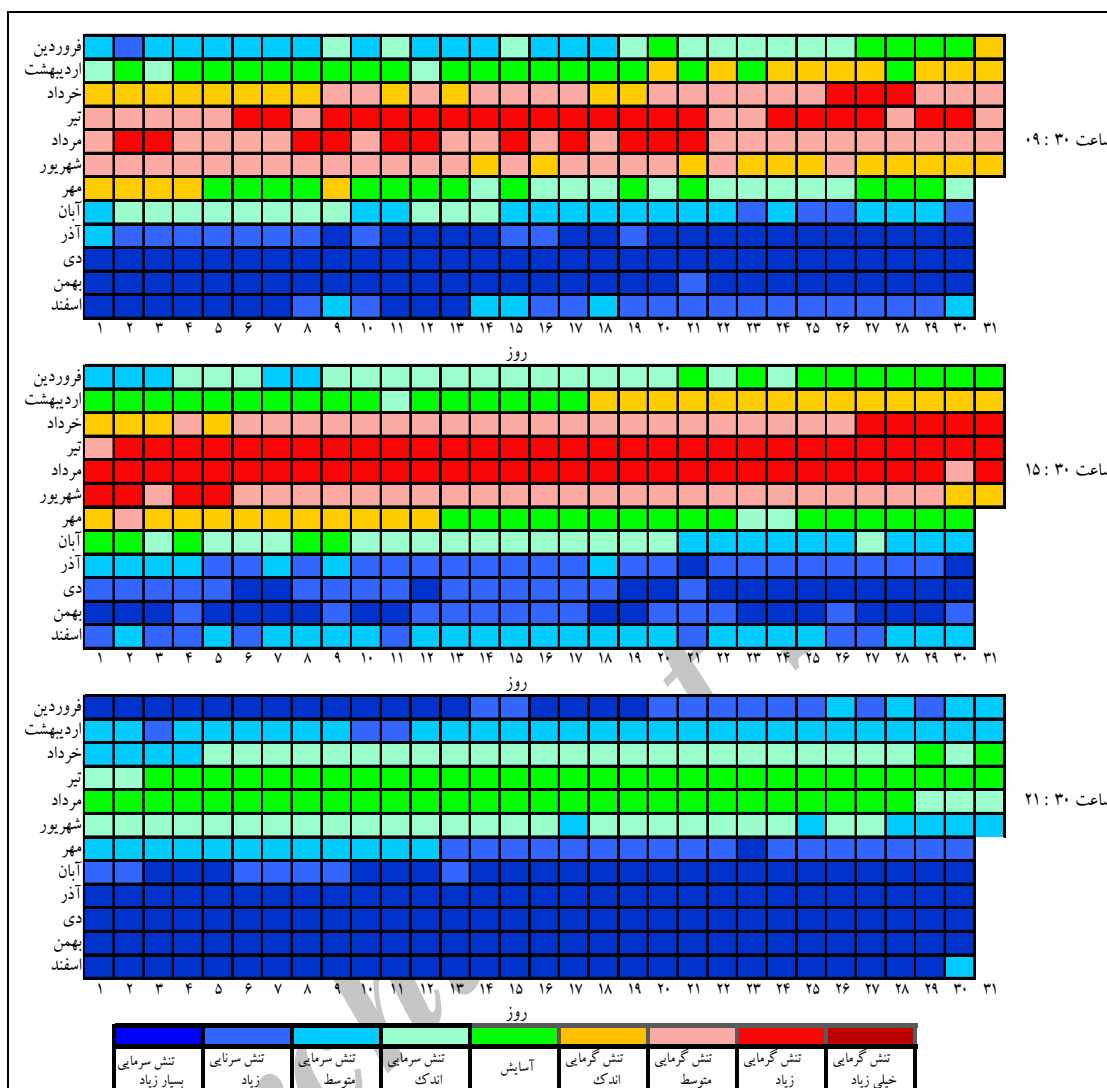 فروردین
اردیبهشت
خرداد
تیر
مرداد
شهریور
مهر
آبان
آذر
دی
بهمن
اسفند
ساعت ۳۰ : ۰۹
۱ ۲ ۳ ۴ ۵ ۶ ۷ ۸ ۹ ۱۰ ۱۱ ۱۲ ۱۳ ۱۴ ۱۵ ۱۶ ۱۷ ۱۸ ۱۹ ۲۰ ۲۱ ۲۲ ۲۳ ۲۴ ۲۵ ۲۶ ۲۷ ۲۸ ۲۹ ۳۰ ۳۱
روز
فروردین
اردیبهشت
خرداد
تیر
مرداد
شهریور
مهر
آبان
آذر
دی
بهمن
اسفند
ساعت ۳۰ : ۱۵
۱ ۲ ۳ ۴ ۵ ۶ ۷ ۸ ۹ ۱۰ ۱۱ ۱۲ ۱۳ ۱۴ ۱۵ ۱۶ ۱۷ ۱۸ ۱۹ ۲۰ ۲۱ ۲۲ ۲۳ ۲۴ ۲۵ ۲۶ ۲۷ ۲۸ ۲۹ ۳۰ ۳۱
روز
فروردین
اردیبهشت
خرداد
تیر
مرداد
شهریور
مهر
آبان
آذر
دی
بهمن
اسفند
ساعت ۳۰ : ۲۱
۱ ۲ ۳ ۴ ۵ ۶ ۷ ۸ ۹ ۱۰ ۱۱ ۱۲ ۱۳ ۱۴ ۱۵ ۱۶ ۱۷ ۱۸ ۱۹ ۲۰ ۲۱ ۲۲ ۲۳ ۲۴ ۲۵ ۲۶ ۲۷ ۲۸ ۲۹ ۳۰ ۳۱
روز
تنش گرمایی
خیلی زیاد
تنش گرمایی
زیاد
تنش گرمایی
متوسط
تنش گرمایی
اندک
آسایش
تنش سرمایی
اندک
تنش سرمایی
متوسط
تنش سرنایی
زیاد
تنش سرمایی
بسیار زیاد